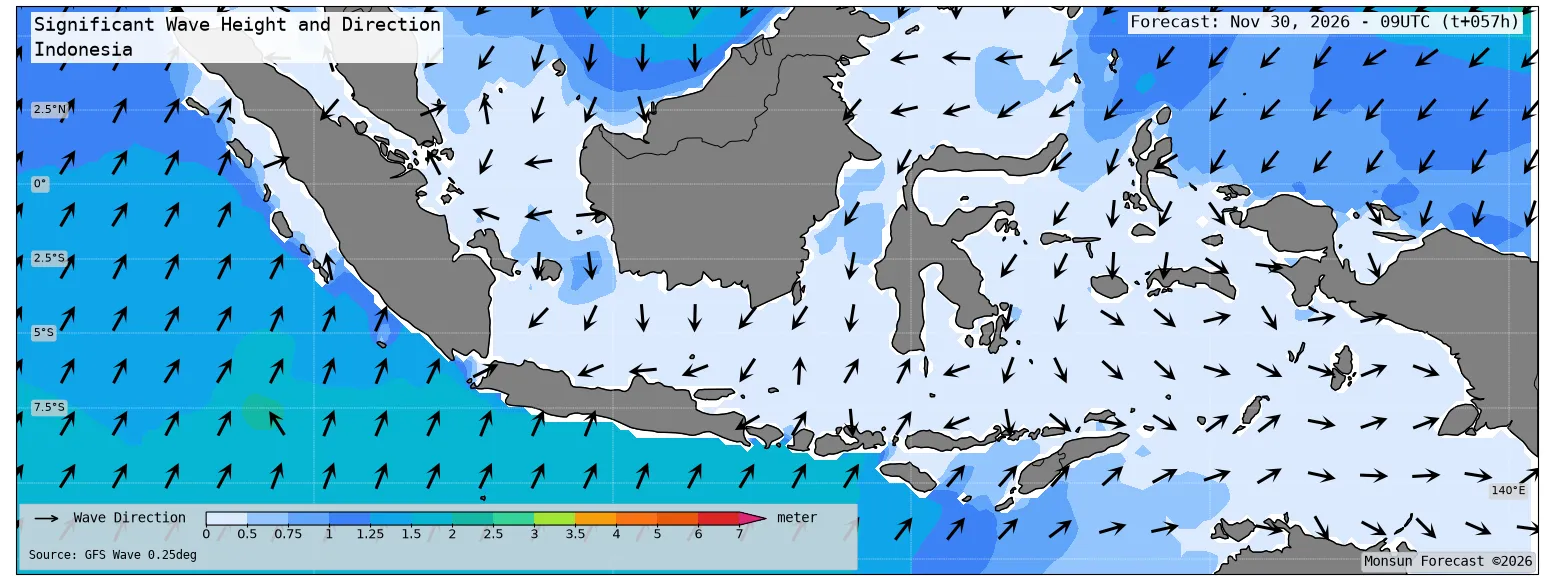 Significant Wave Height and Direction
Indonesia
Forecast: Nov 30, 2026 - 09UTC (t+057h)
2.5°N
0°
2.5°S
5°S
7.5°S
140°E
Wave Direction
meter
0 0.5 0.75 1 1.25 1.5 2 2.5 3 3.5 4 5 6 7
Source: GFS Wave 0.25deg
Monsun Forecast ©2026